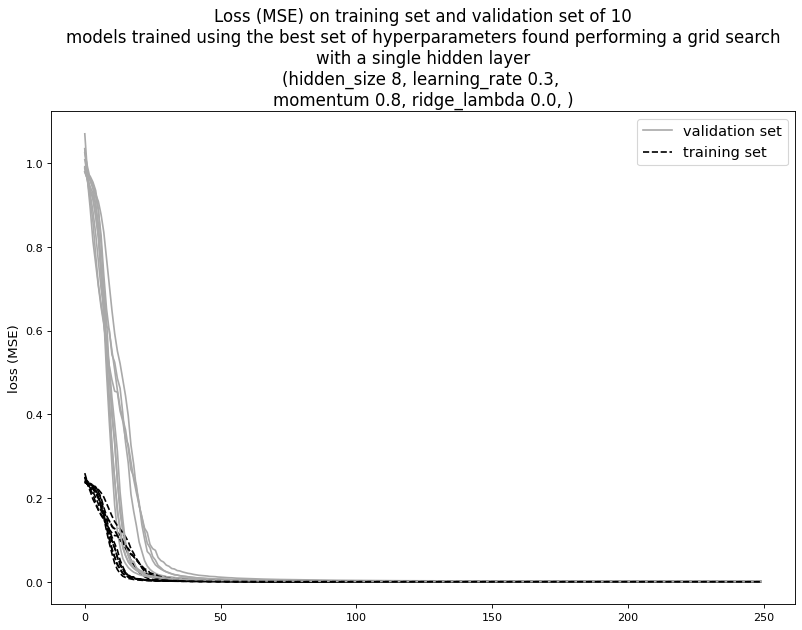 Loss (MSE) on training set and validation set of 10
models trained using the best set of hyperparameters found performing a grid search
with a single hidden layer
(hidden_size 8, learning_rate 0.3,
momentum 0.8, ridge_lambda 0.0, )
validation set
training set
loss (MSE)
1.0
0.8
0.6
0.4
0.2
0.0
0 50 100 150 200 250